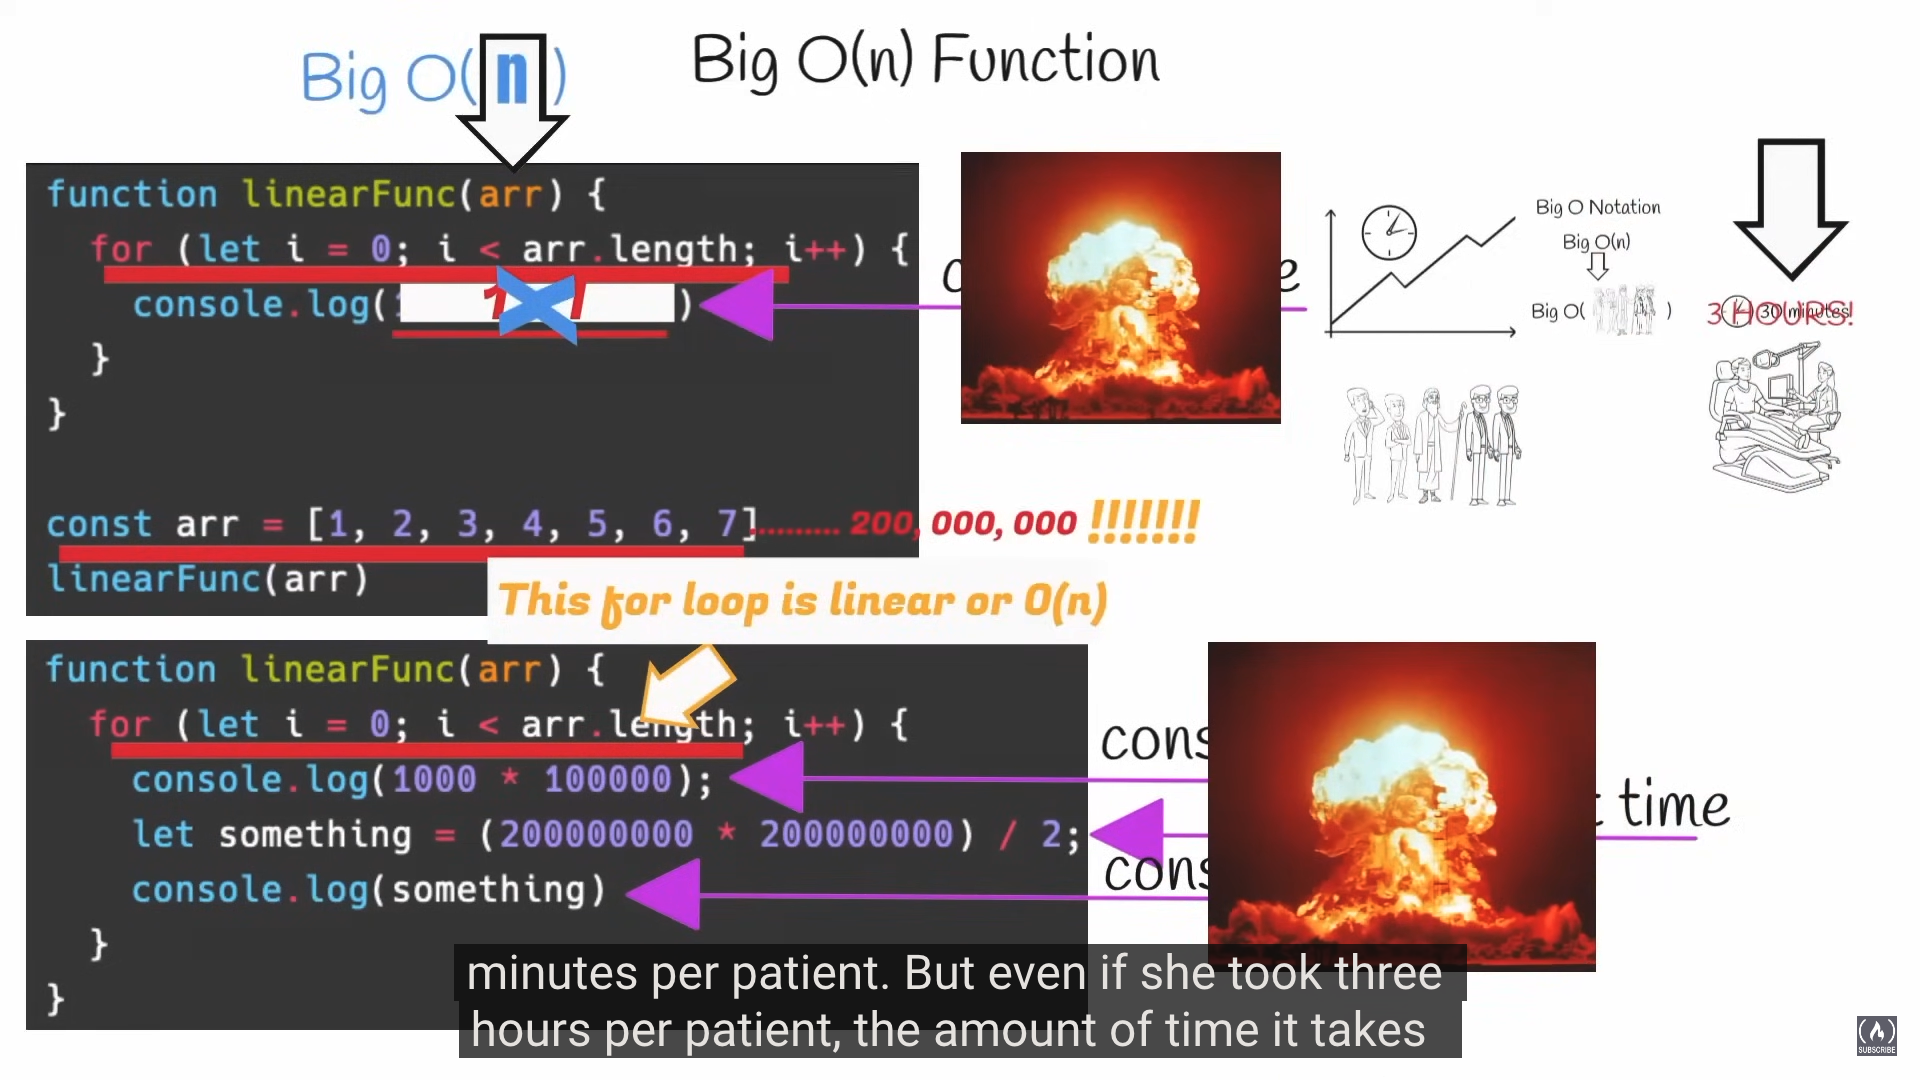 Big O(n)
Big O(n) Function
function linearFunc(arr) {
for (let i = 0; i < arr.length; i++) {
console.log( )
}
}
const arr = [1, 2, 3, 4, 5, 6, 7]......... 200,000,000 !!!!!!!
linearFunc(arr)
Big O Notation
Big O(n)
Big O( )
3 HOURS!
30 minutes
This for loop is linear or O(n)
function linearFunc(arr) {
for (let i = 0; i < arr.length; i++) {
console.log(1000 * 100000);
let something = (200000000 * 200000000) / 2;
console.log(something)
}
}
time
minutes per patient. But even if she took three
hours per patient, the amount of time it takes
SUBSCRIBE